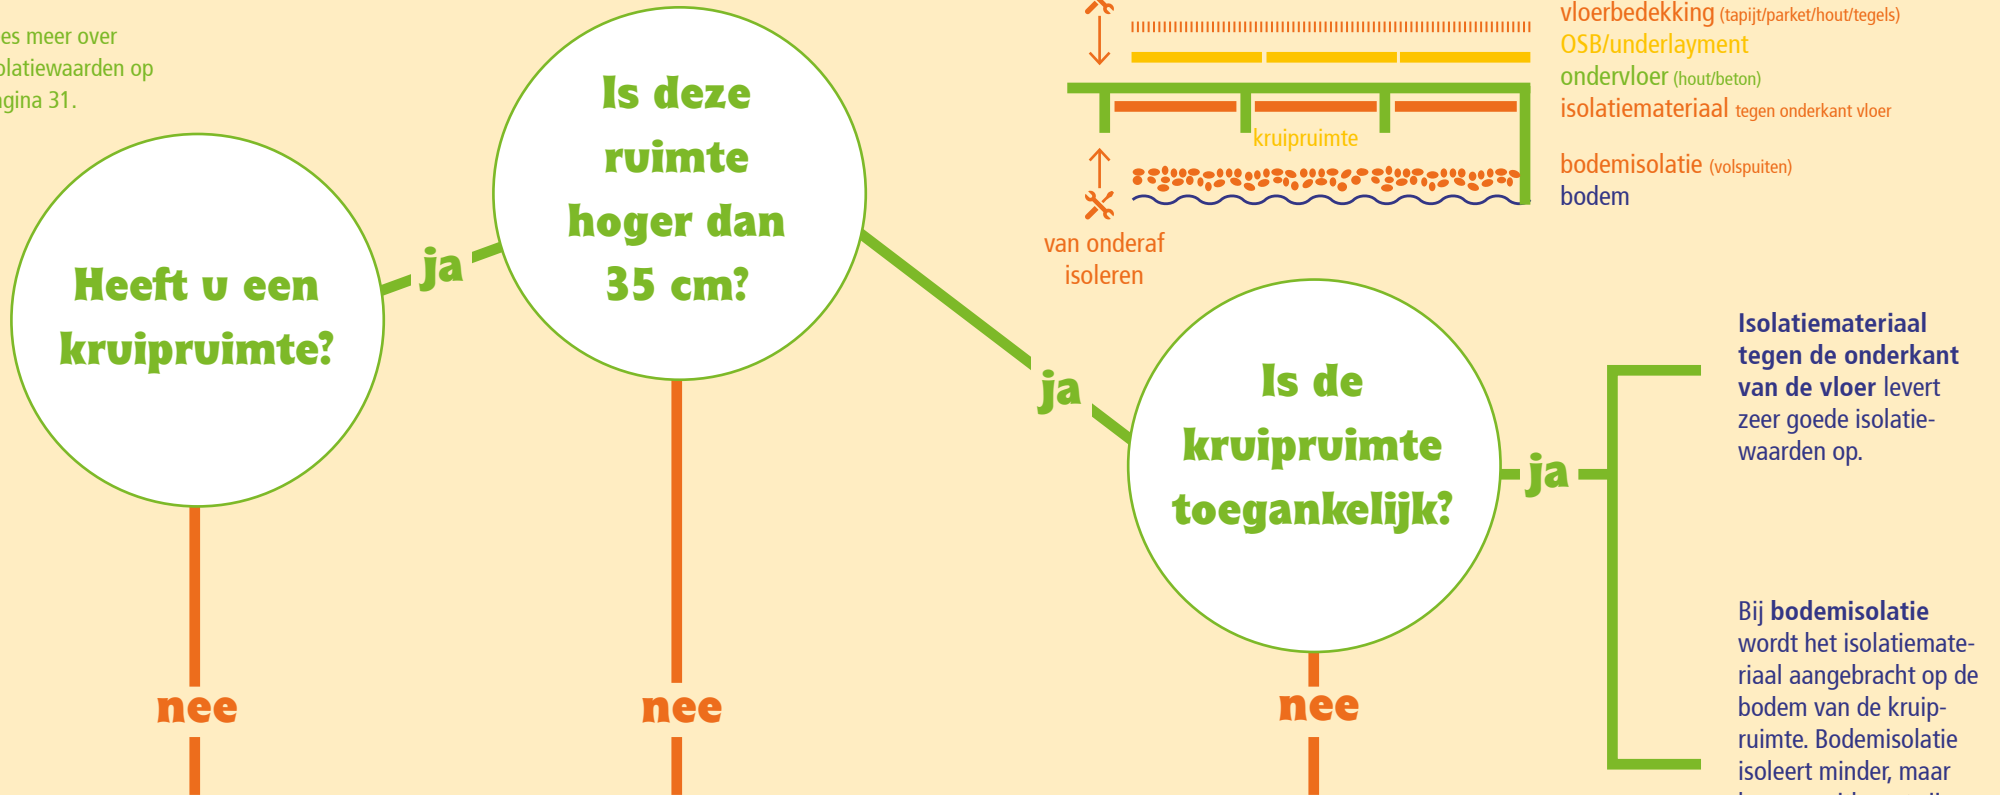 es meer over
olatiewaarden op
gina 31.
Heeft u een
kruipruimte?
ja
nee
Is deze
ruimte
hoger dan
35 cm?
ja
nee
vloerbedekking (tapijt/parket/hout/tegels)
OSB/underlayment
ondervloer (hout/beton)
isolatiemateriaal tegen onderkant vloer
kruipruimte
bodemisolatie (volspuiten)
bodem
van onderaf
isoleren
Is de
kruipruimte
toegankelijk?
ja
nee
Isolatiemateriaal
tegen de onderkant
van de vloer levert
zeer goede isolatie-
waarden op.
Bij bodemisolatie
wordt het isolatiemate-
riaal aangebracht op de
bodem van de kruip-
ruimte. Bodemisolatie
isoleert minder, maar